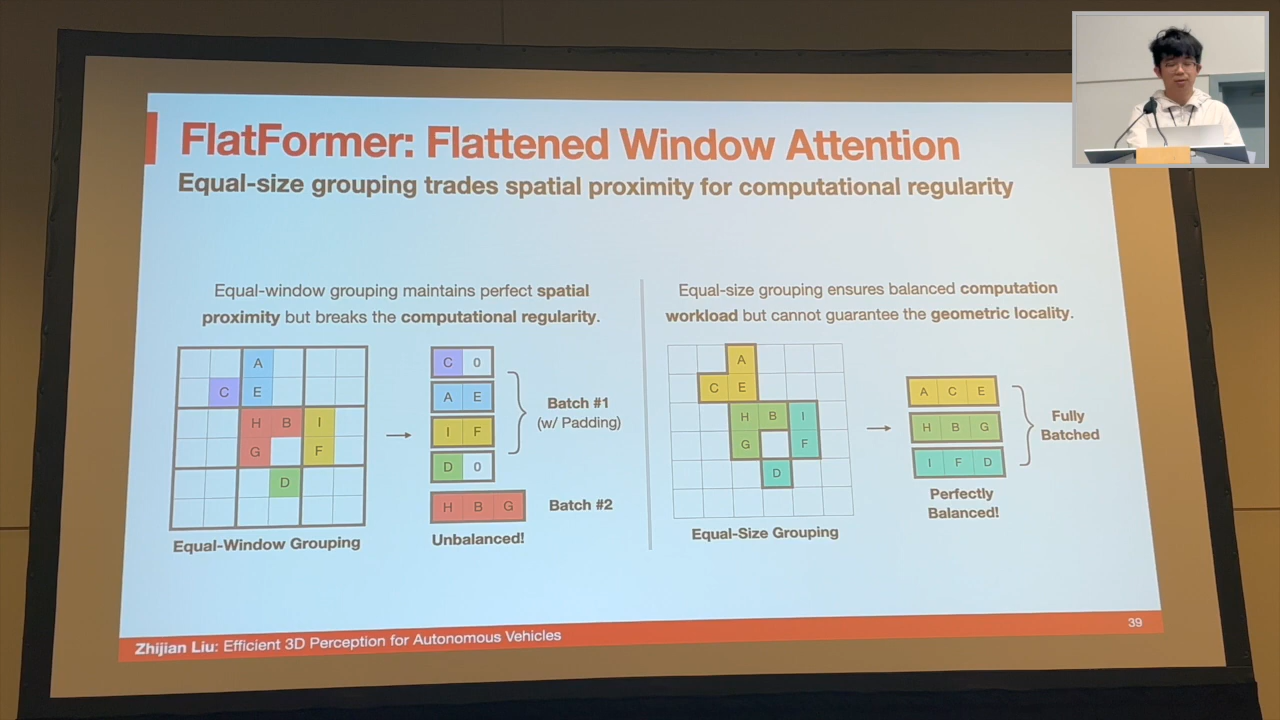 FlatFormer: Flattened Window Attention
Equal-size grouping trades spatial proximity for computational regularity
Equal-window grouping maintains perfect spatial
proximity but breaks the computational regularity.
A
C E
H B I
G F
D
Equal-Window Grouping
C 0
A E
I F
D 0
Batch #1
(w/ Padding)
H B G
Batch #2
Unbalanced!
Equal-size grouping ensures balanced computation
workload but cannot guarantee the geometric locality.
A
C E
H B I
G F
D
Equal-Size Grouping
A C E
H B G
I F D
Fully
Batched
Perfectly
Balanced!
Zhijian Liu: Efficient 3D Perception for Autonomous Vehicles
39